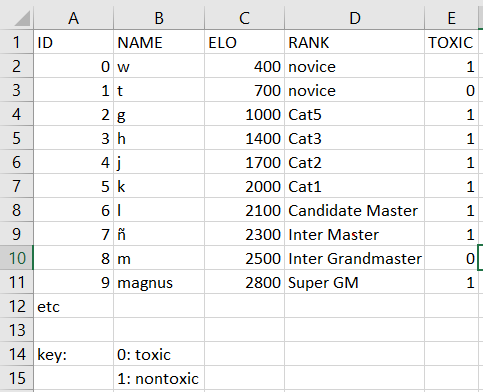 A B C D E
1 ID NAME ELO RANK TOXIC
2 0 w 400 novice 1
3 1 t 700 novice 0
4 2 g 1000 Cat5 1
5 3 h 1400 Cat3 1
6 4 j 1700 Cat2 1
7 5 k 2000 Cat1 1
8 6 l 2100 Candidate Master 1
9 7 ñ 2300 Inter Master 1
10 8 m 2500 Inter Grandmaster 0
11 9 magnus 2800 Super GM 1
12 etc
13
14 key: 0: toxic
15 1: nontoxic